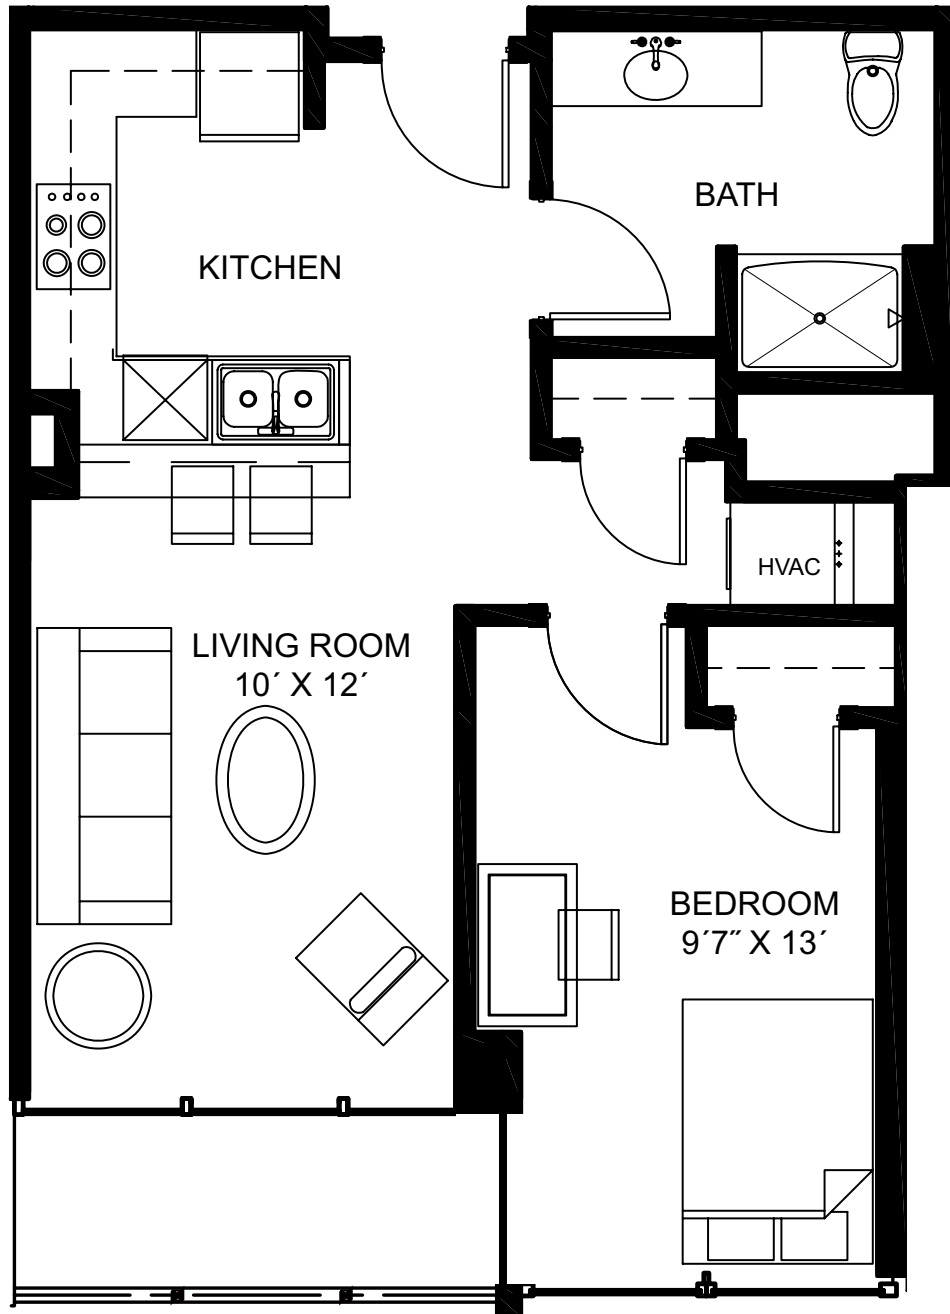 BATH
KITCHEN
HVAC
LIVING ROOM
10´ X 12´
BEDROOM
9´7˝ X 13´